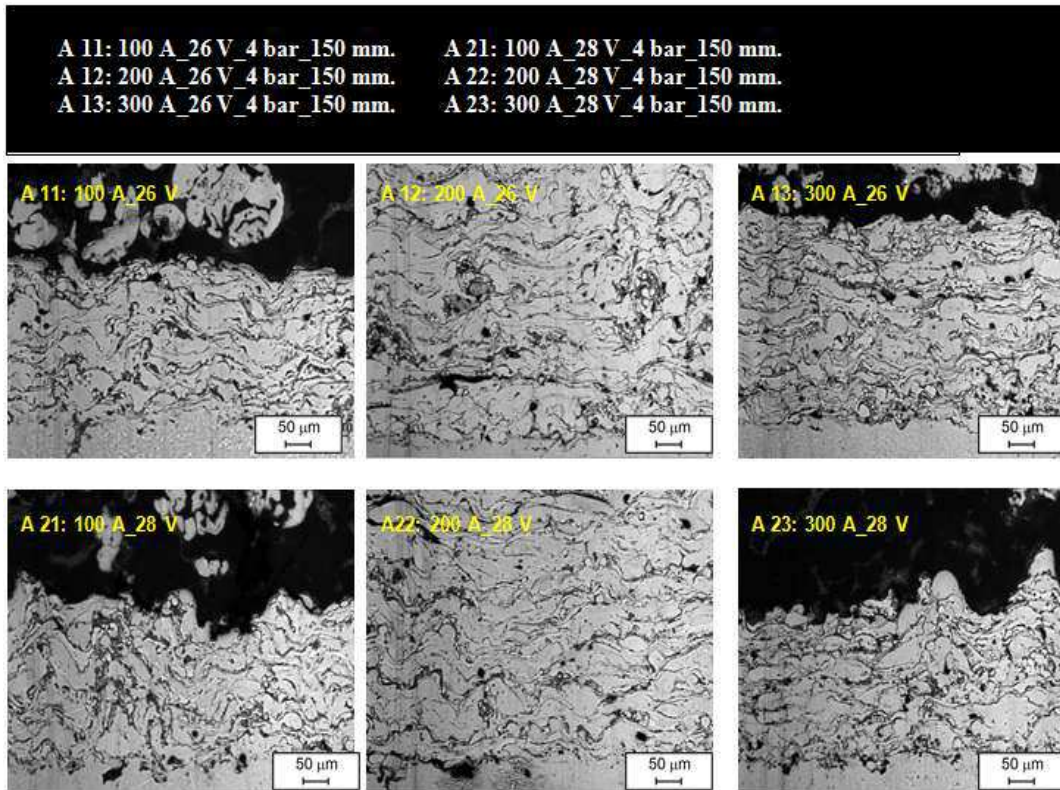 A 11: 100 A_26 V_4 bar_150 mm. A 21: 100 A_28 V_4 bar_150 mm.
A 12: 200 A_26 V_4 bar_150 mm. A 22: 200 A_28 V_4 bar_150 mm.
A 13: 300 A_26 V_4 bar_150 mm. A 23: 300 A_28 V_4 bar_150 mm.
A 11: 100 A_26 V
A 12: 200 A_26 V
A 13: 300 A_26 V
50 μm
50 μm
50 μm
A 21: 100 A_28 V
A22: 200 A_28 V
A 23: 300 A_28 V
50 μm
50 μm
50 μm